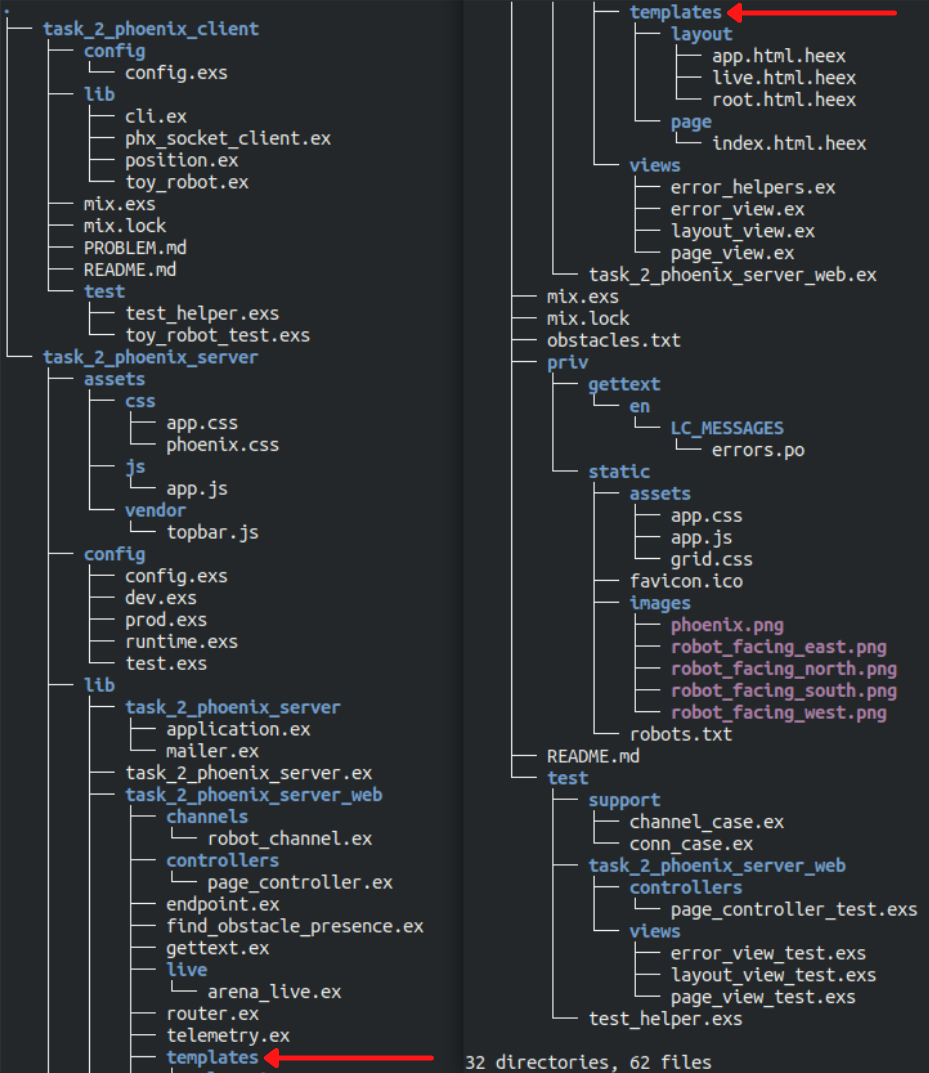 .
task_2_phoenix_client
config
config.exs
lib
cli.ex
phx_socket_client.ex
position.ex
toy_robot.ex
mix.exs
mix.lock
PROBLEM.md
README.md
test
test_helper.exs
toy_robot_test.exs
task_2_phoenix_server
assets
css
app.css
phoenix.css
js
app.js
vendor
topbar.js
config
config.exs
dev.exs
prod.exs
runtime.exs
test.exs
lib
task_2_phoenix_server
application.ex
mailer.ex
task_2_phoenix_server.ex
task_2_phoenix_server_web
channels
robot_channel.ex
controllers
page_controller.ex
endpoint.ex
find_obstacle_presence.ex
gettext.ex
live
arena_live.ex
router.ex
telemetry.ex
templates
templates
layout
app.html.heex
live.html.heex
root.html.heex
page
index.html.heex
views
error_helpers.ex
error_view.ex
layout_view.ex
page_view.ex
task_2_phoenix_server_web.ex
mix.exs
mix.lock
obstacles.txt
priv
gettext
en
LC_MESSAGES
errors.po
static
assets
app.css
app.js
grid.css
favicon.ico
images
phoenix.png
robot_facing_east.png
robot_facing_north.png
robot_facing_south.png
robot_facing_west.png
robots.txt
README.md
test
support
channel_case.ex
conn_case.ex
task_2_phoenix_server_web
controllers
page_controller_test.exs
views
error_view_test.exs
layout_view_test.exs
page_view_test.exs
test_helper.exs
32 directories, 62 files